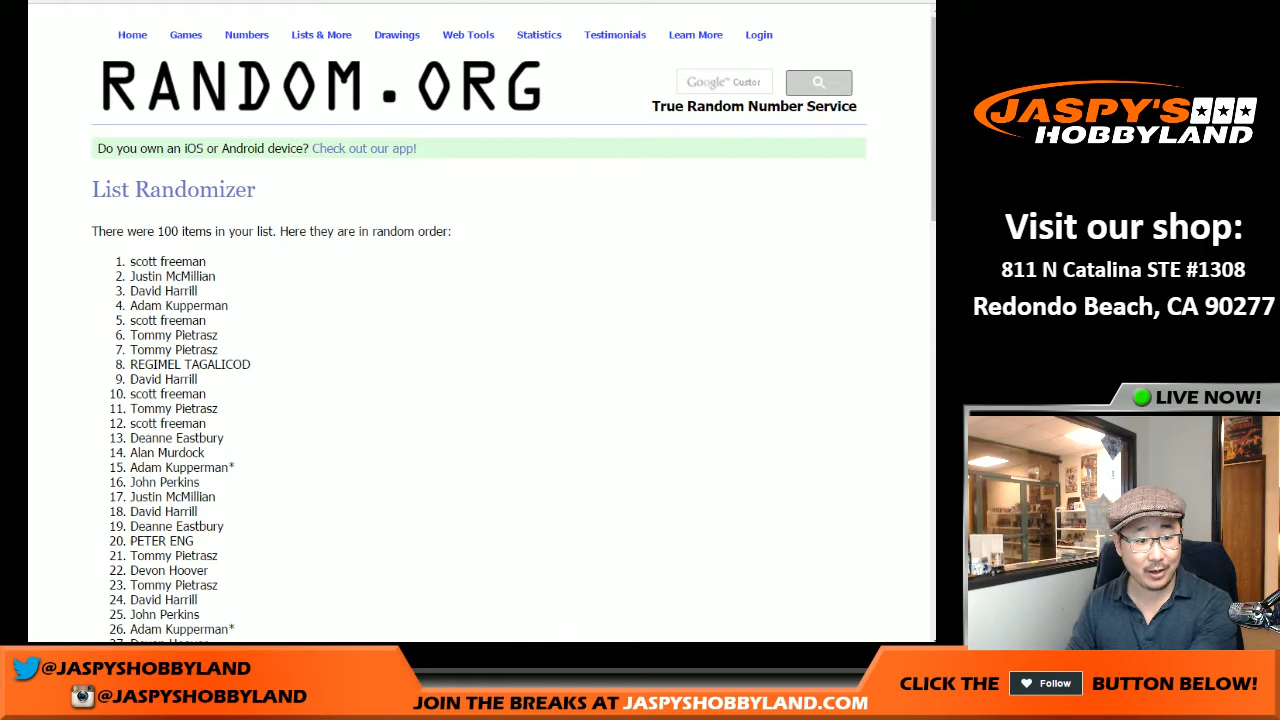 Home Games Numbers Lists & More Drawings Web Tools Statistics Testimonials Learn More Login
RANDOM.ORG
Google™ Custor
True Random Number Service
Do you own an iOS or Android device? Check out our app!
List Randomizer
There were 100 items in your list. Here they are in random order:
1. scott freeman
2. Justin McMillian
3. David Harrill
4. Adam Kupperman
5. scott freeman
6. Tommy Pietrasz
7. Tommy Pietrasz
8. REGIMEL TAGALICOD
9. David Harrill
10. scott freeman
11. Tommy Pietrasz
12. scott freeman
13. Deanne Eastbury
14. Alan Murdock
15. Adam Kupperman*
16. John Perkins
17. Justin McMillian
18. David Harrill
19. Deanne Eastbury
20. PETER ENG
21. Tommy Pietrasz
22. Devon Hoover
23. Tommy Pietrasz
24. David Harrill
25. John Perkins
26. Adam Kupperman*
JASPY'S
HOBBYLAND
Visit our shop:
811 N Catalina STE #1308
Redondo Beach, CA 90277
LIVE NOW!
@JASPYSHOBBYLAND
@JASPYSHOBBYLAND
JOIN THE BREAKS AT JASPYSHOBBYLAND.COM
CLICK THE Follow BUTTON BELOW!